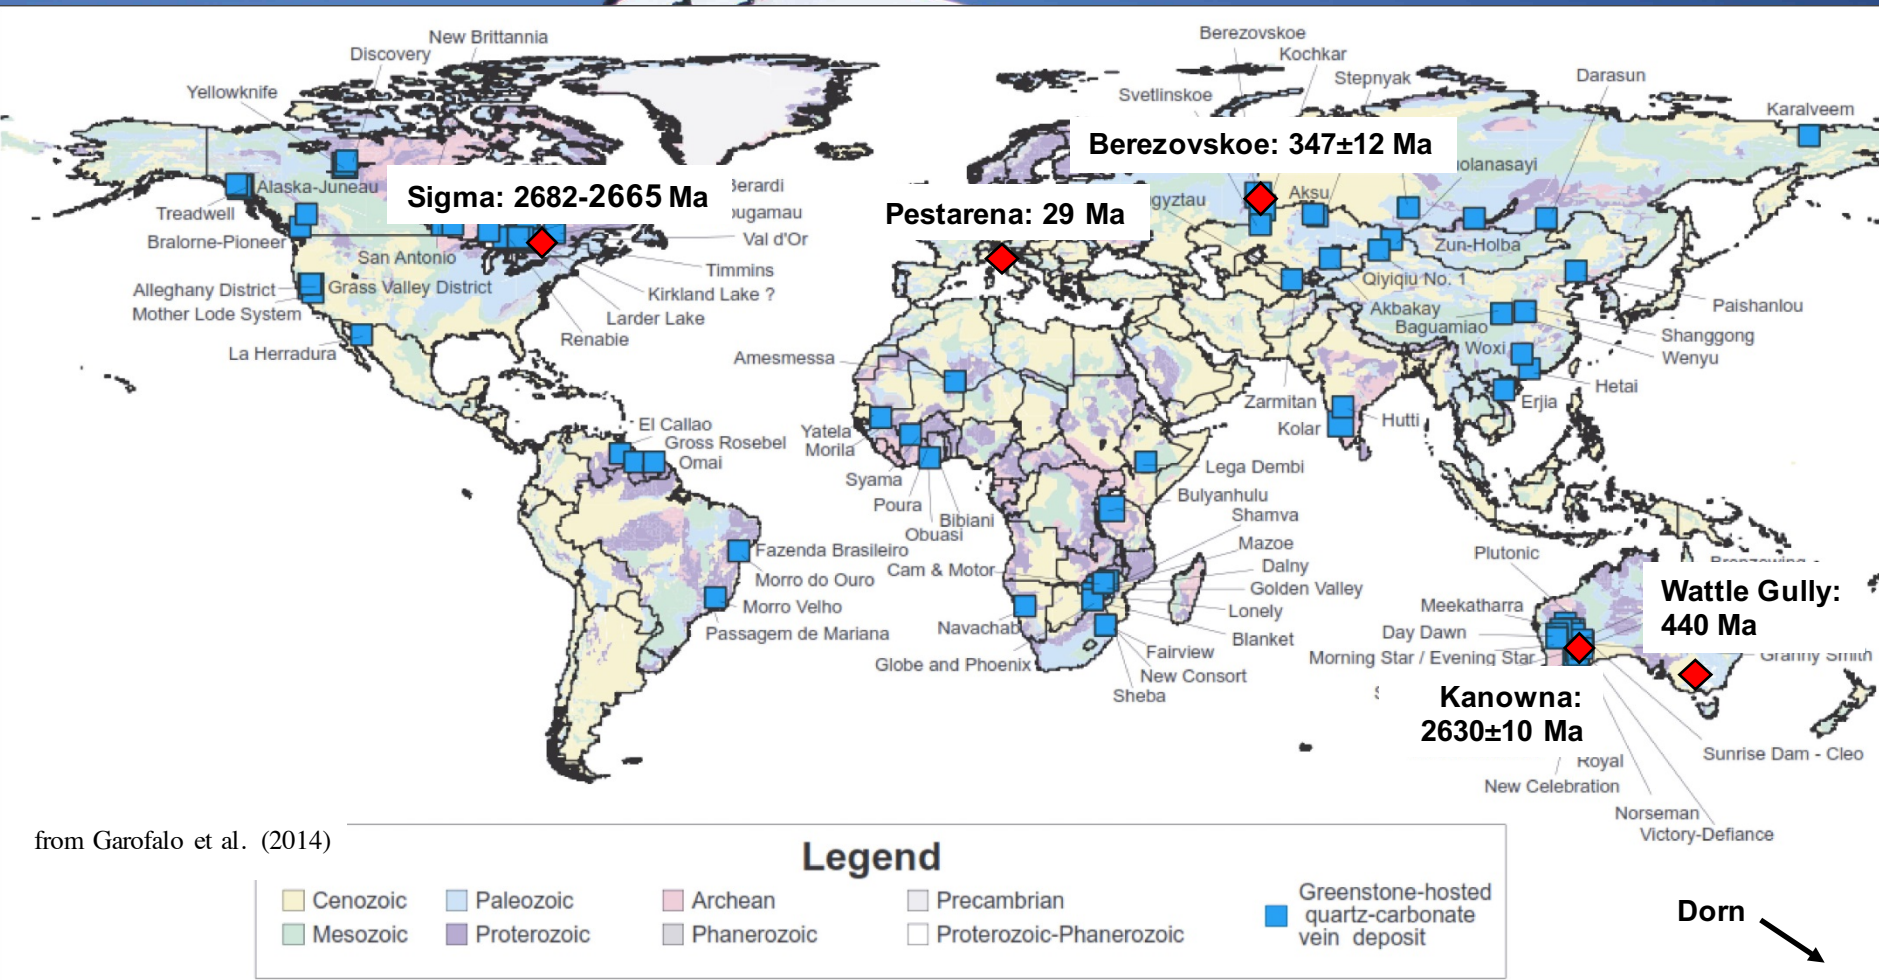 New Brittannia
Discovery
Yellowknife
Berezovskoe
Kochkar
Stepnyak
Svetlinskoe
Darasun
Karalveem
Berezovskoe: 347±12 Ma
Alaska-Juneau
Sigma: 2682-2665 Ma
Pestarena: 29 Ma
Aksu
Treadwell
Bralorne-Pioneer
San Antonio
Val d'Or
Timmins
Kirkland Lake ?
Larder Lake
Renabie
Zun-Holba
Qiyiqiu No. 1
Akbakay
Baguamiao
Woxi
Paishanlou
Shanggong
Wenyu
Hetai
Erjia
Alleghany District
Grass Valley District
Mother Lode System
La Herradura
Amesmessa
Zarmitan
Hutti
Kolar
El Callao
Gross Rosebel
Omai
Yatela
Morila
Syama
Poura
Bibiani
Obuasi
Lega Dembi
Bulyanhulu
Shamva
Mazoe
Dalny
Golden Valley
Lonely
Blanket
Fazenda Brasileiro
Cam & Motor
Morro do Ouro
Morro Velho
Passagem de Mariana
Navachab
Globe and Phoenix
Fairview
New Consort
Sheba
Plutonic
Meekatharra
Day Dawn
Morning Star / Evening Star
Wattle Gully:
440 Ma
Granny Smith
Kanowna:
2630±10 Ma
Sunrise Dam - Cleo
Royal
New Celebration
Norseman
Victory-Defiance
from Garofalo et al. (2014)
Legend
Cenozoic
Paleozoic
Archean
Precambrian
Mesozoic
Proterozoic
Phanerozoic
Proterozoic-Phanerozoic
Greenstone-hosted
quartz-carbonate
vein deposit
Dorn